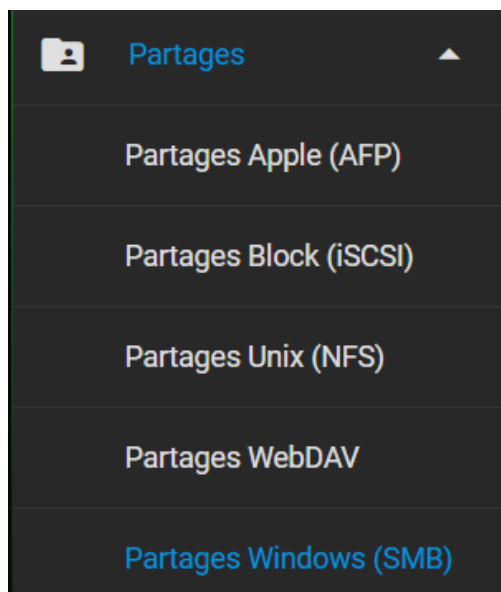 Partages
Partages Apple (AFP)
Partages Block (iSCSI)
Partages Unix (NFS)
Partages WebDAV
Partages Windows (SMB)